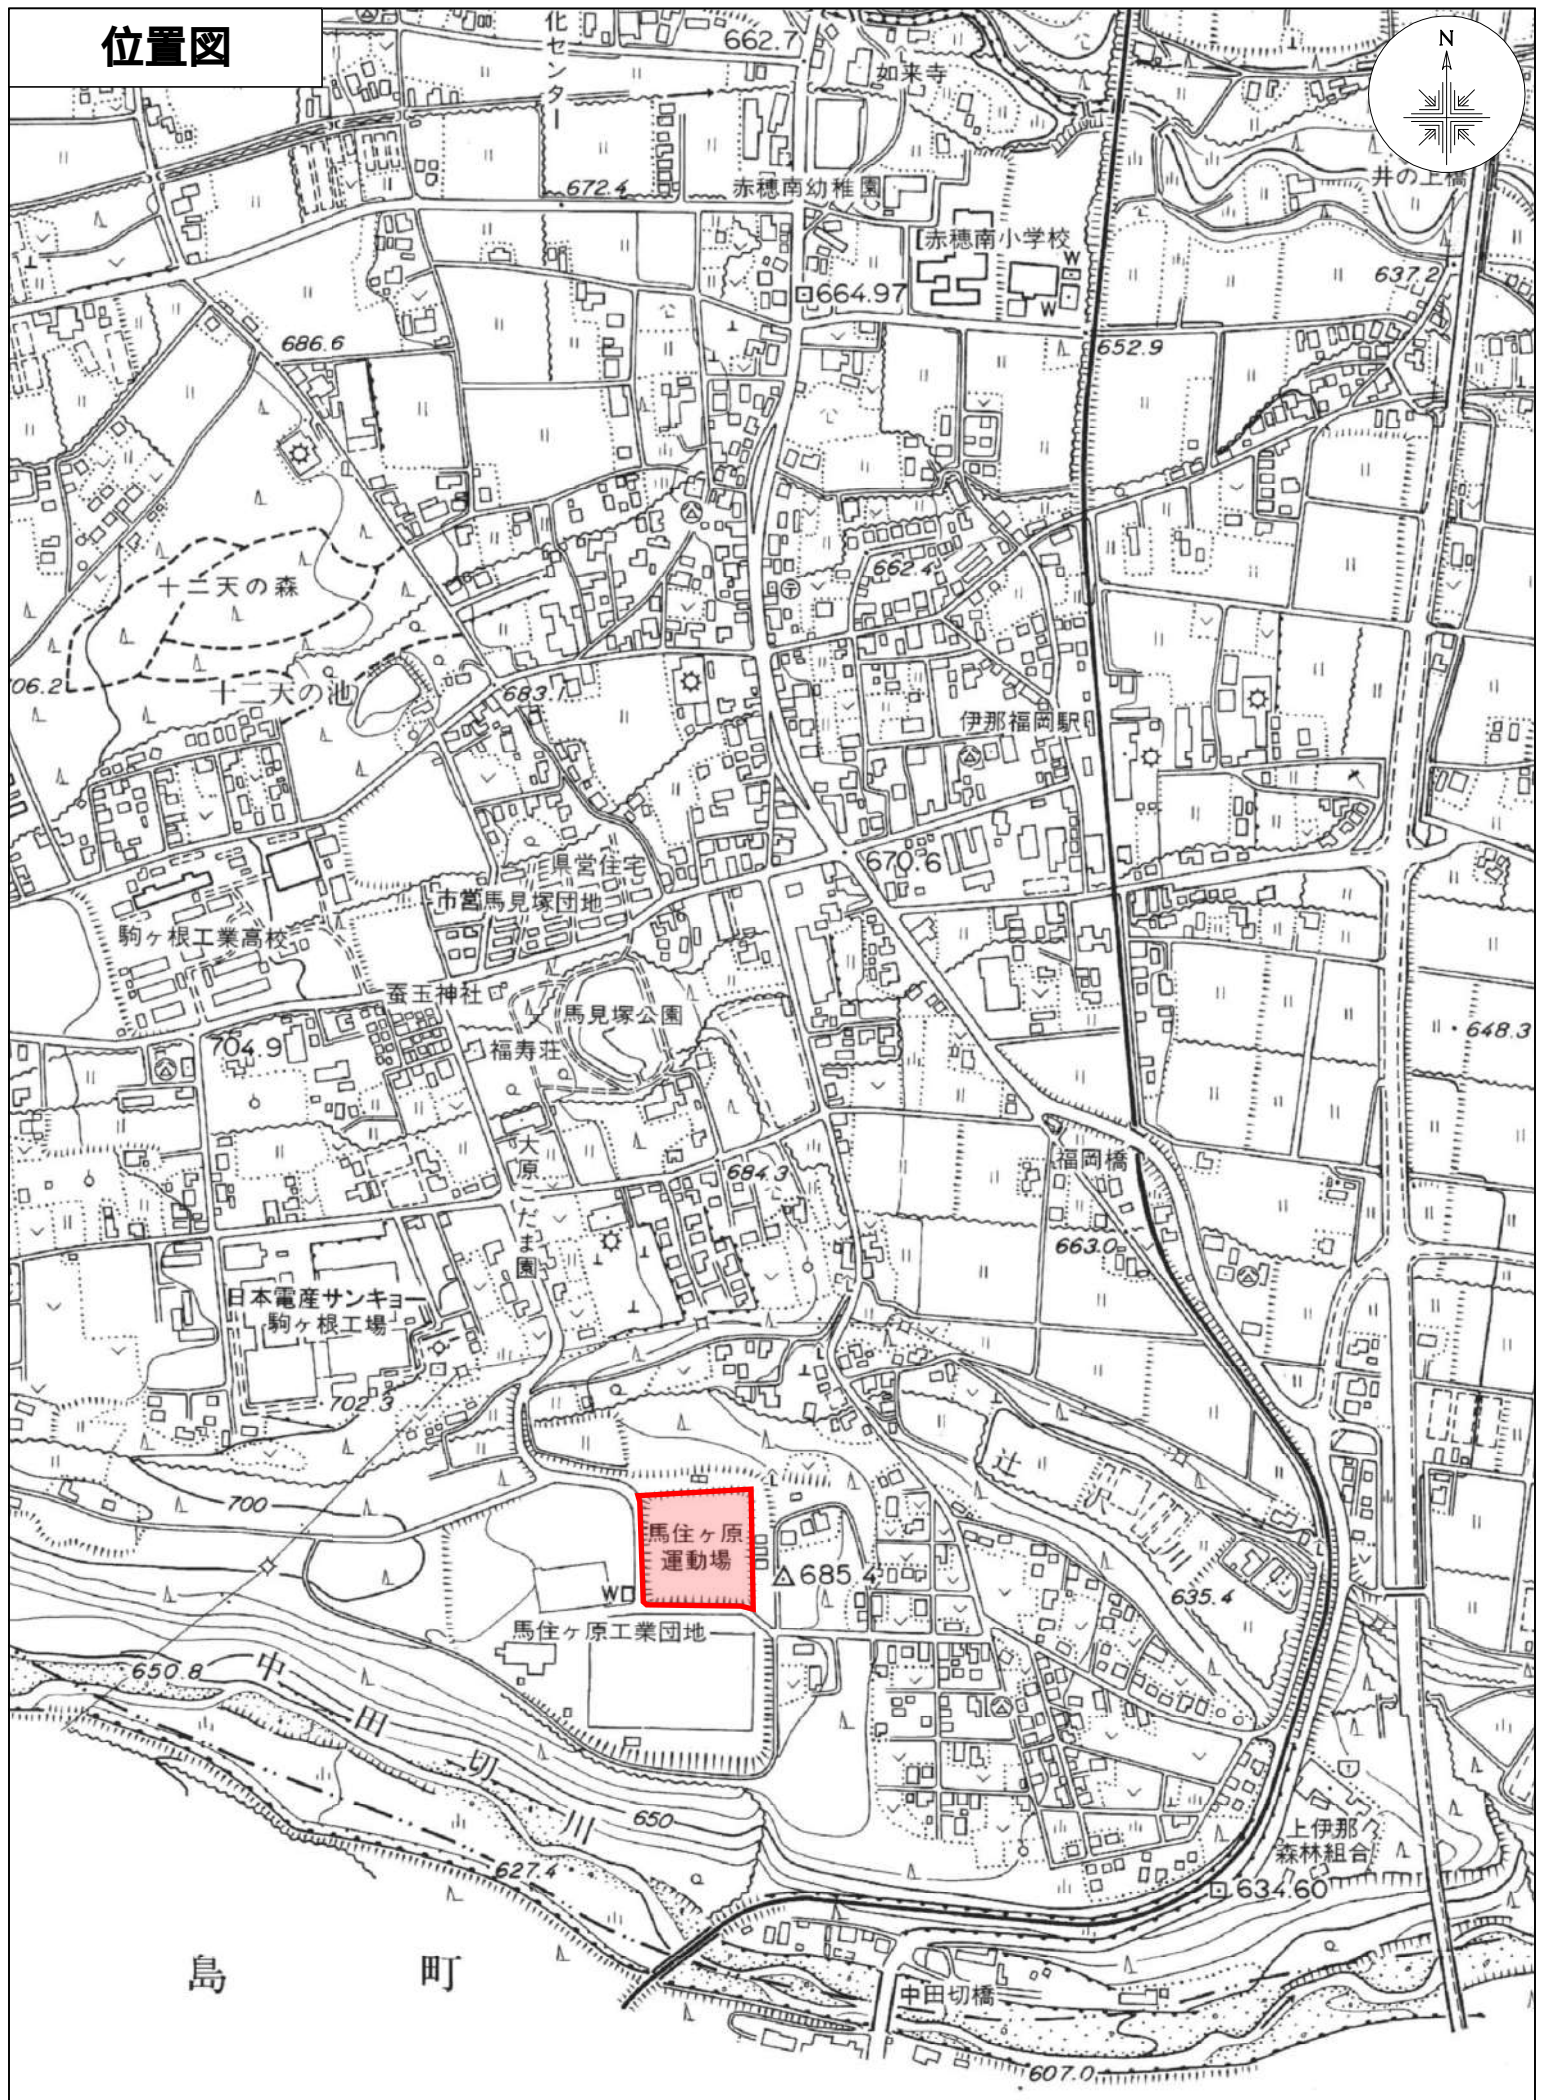 位置図
化センター
662.7
如来寺
N
672.4
赤穂南幼稚園
井の上橋
赤穂南小学校
W
637.2
664.97
W
686.6
652.9
十二天の森
662.4
706.2
十二天の池
683.1
伊那福岡駅
県営住宅
670.6
市営馬見塚団地
駒ヶ根工業高校
蚕玉神社
馬見塚公園
648.3
704.9
福寿荘
大原こだま園
福岡橋
684.3
663.0
日本電産サンキョー
駒ヶ根工場
702.3
辻沢川
700
馬住ヶ原
運動場
685.4
W
635.4
馬住ヶ原工業団地
650.8
中田切川
650
上伊那
森林組合
627.4
634.60
島町
中田切橋
607.0